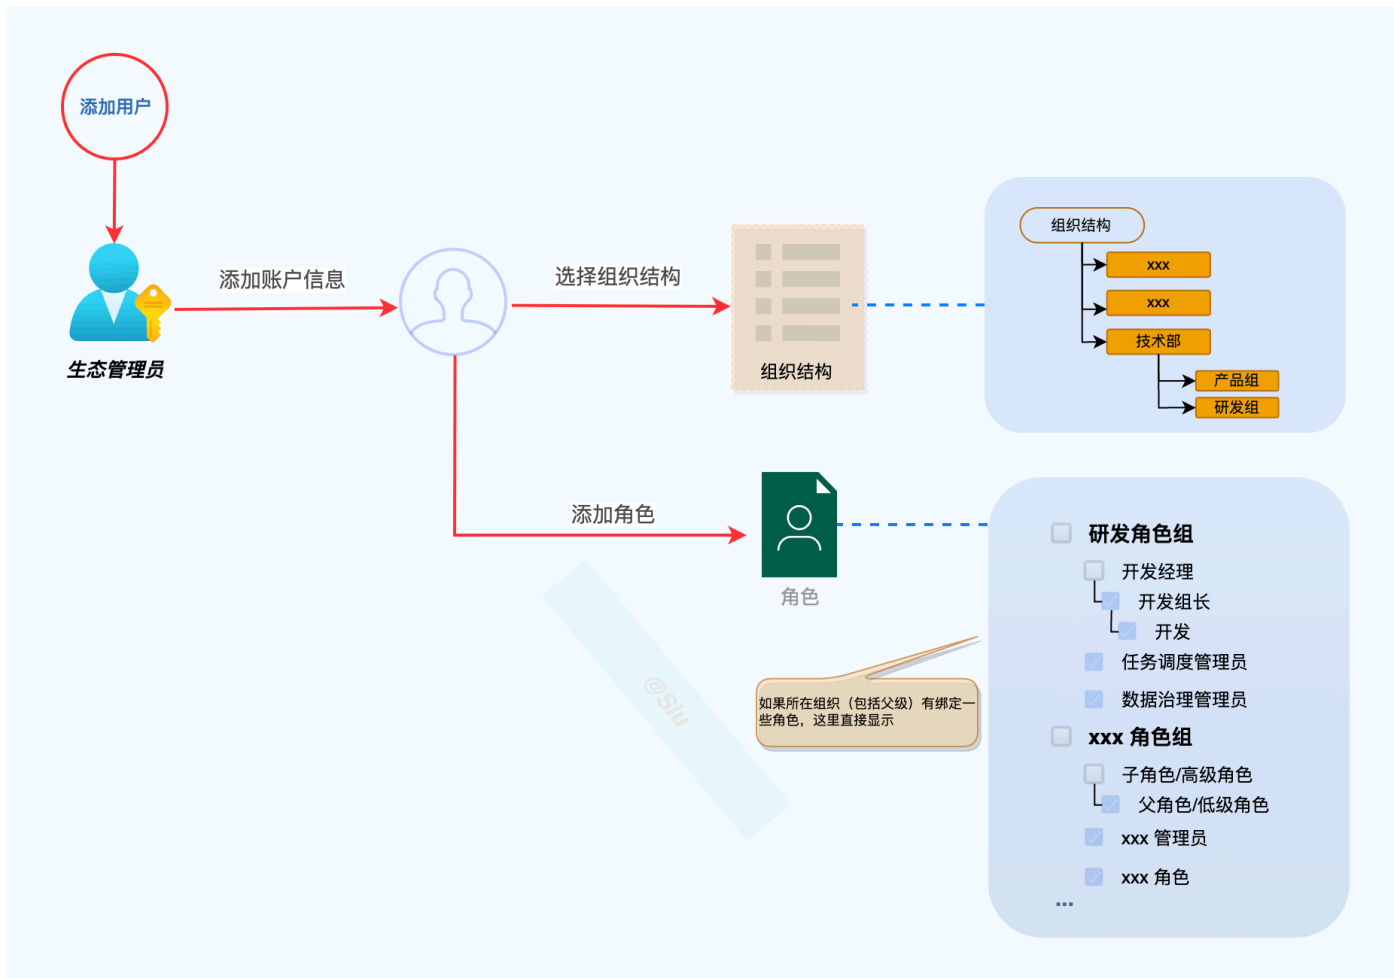 添加用户
生态管理员
添加账户信息
选择组织结构
组织结构
组织结构
xxx
xxx
技术部
产品组
研发组
添加角色
角色
如果所在组织（包括父级）有绑定一
些角色，这里直接显示
研发角色组
开发经理
开发组长
开发
任务调度管理员
数据治理管理员
xxx 角色组
子角色/高级角色
父角色/低级角色
xxx 管理员
xxx 角色
...
@Siu